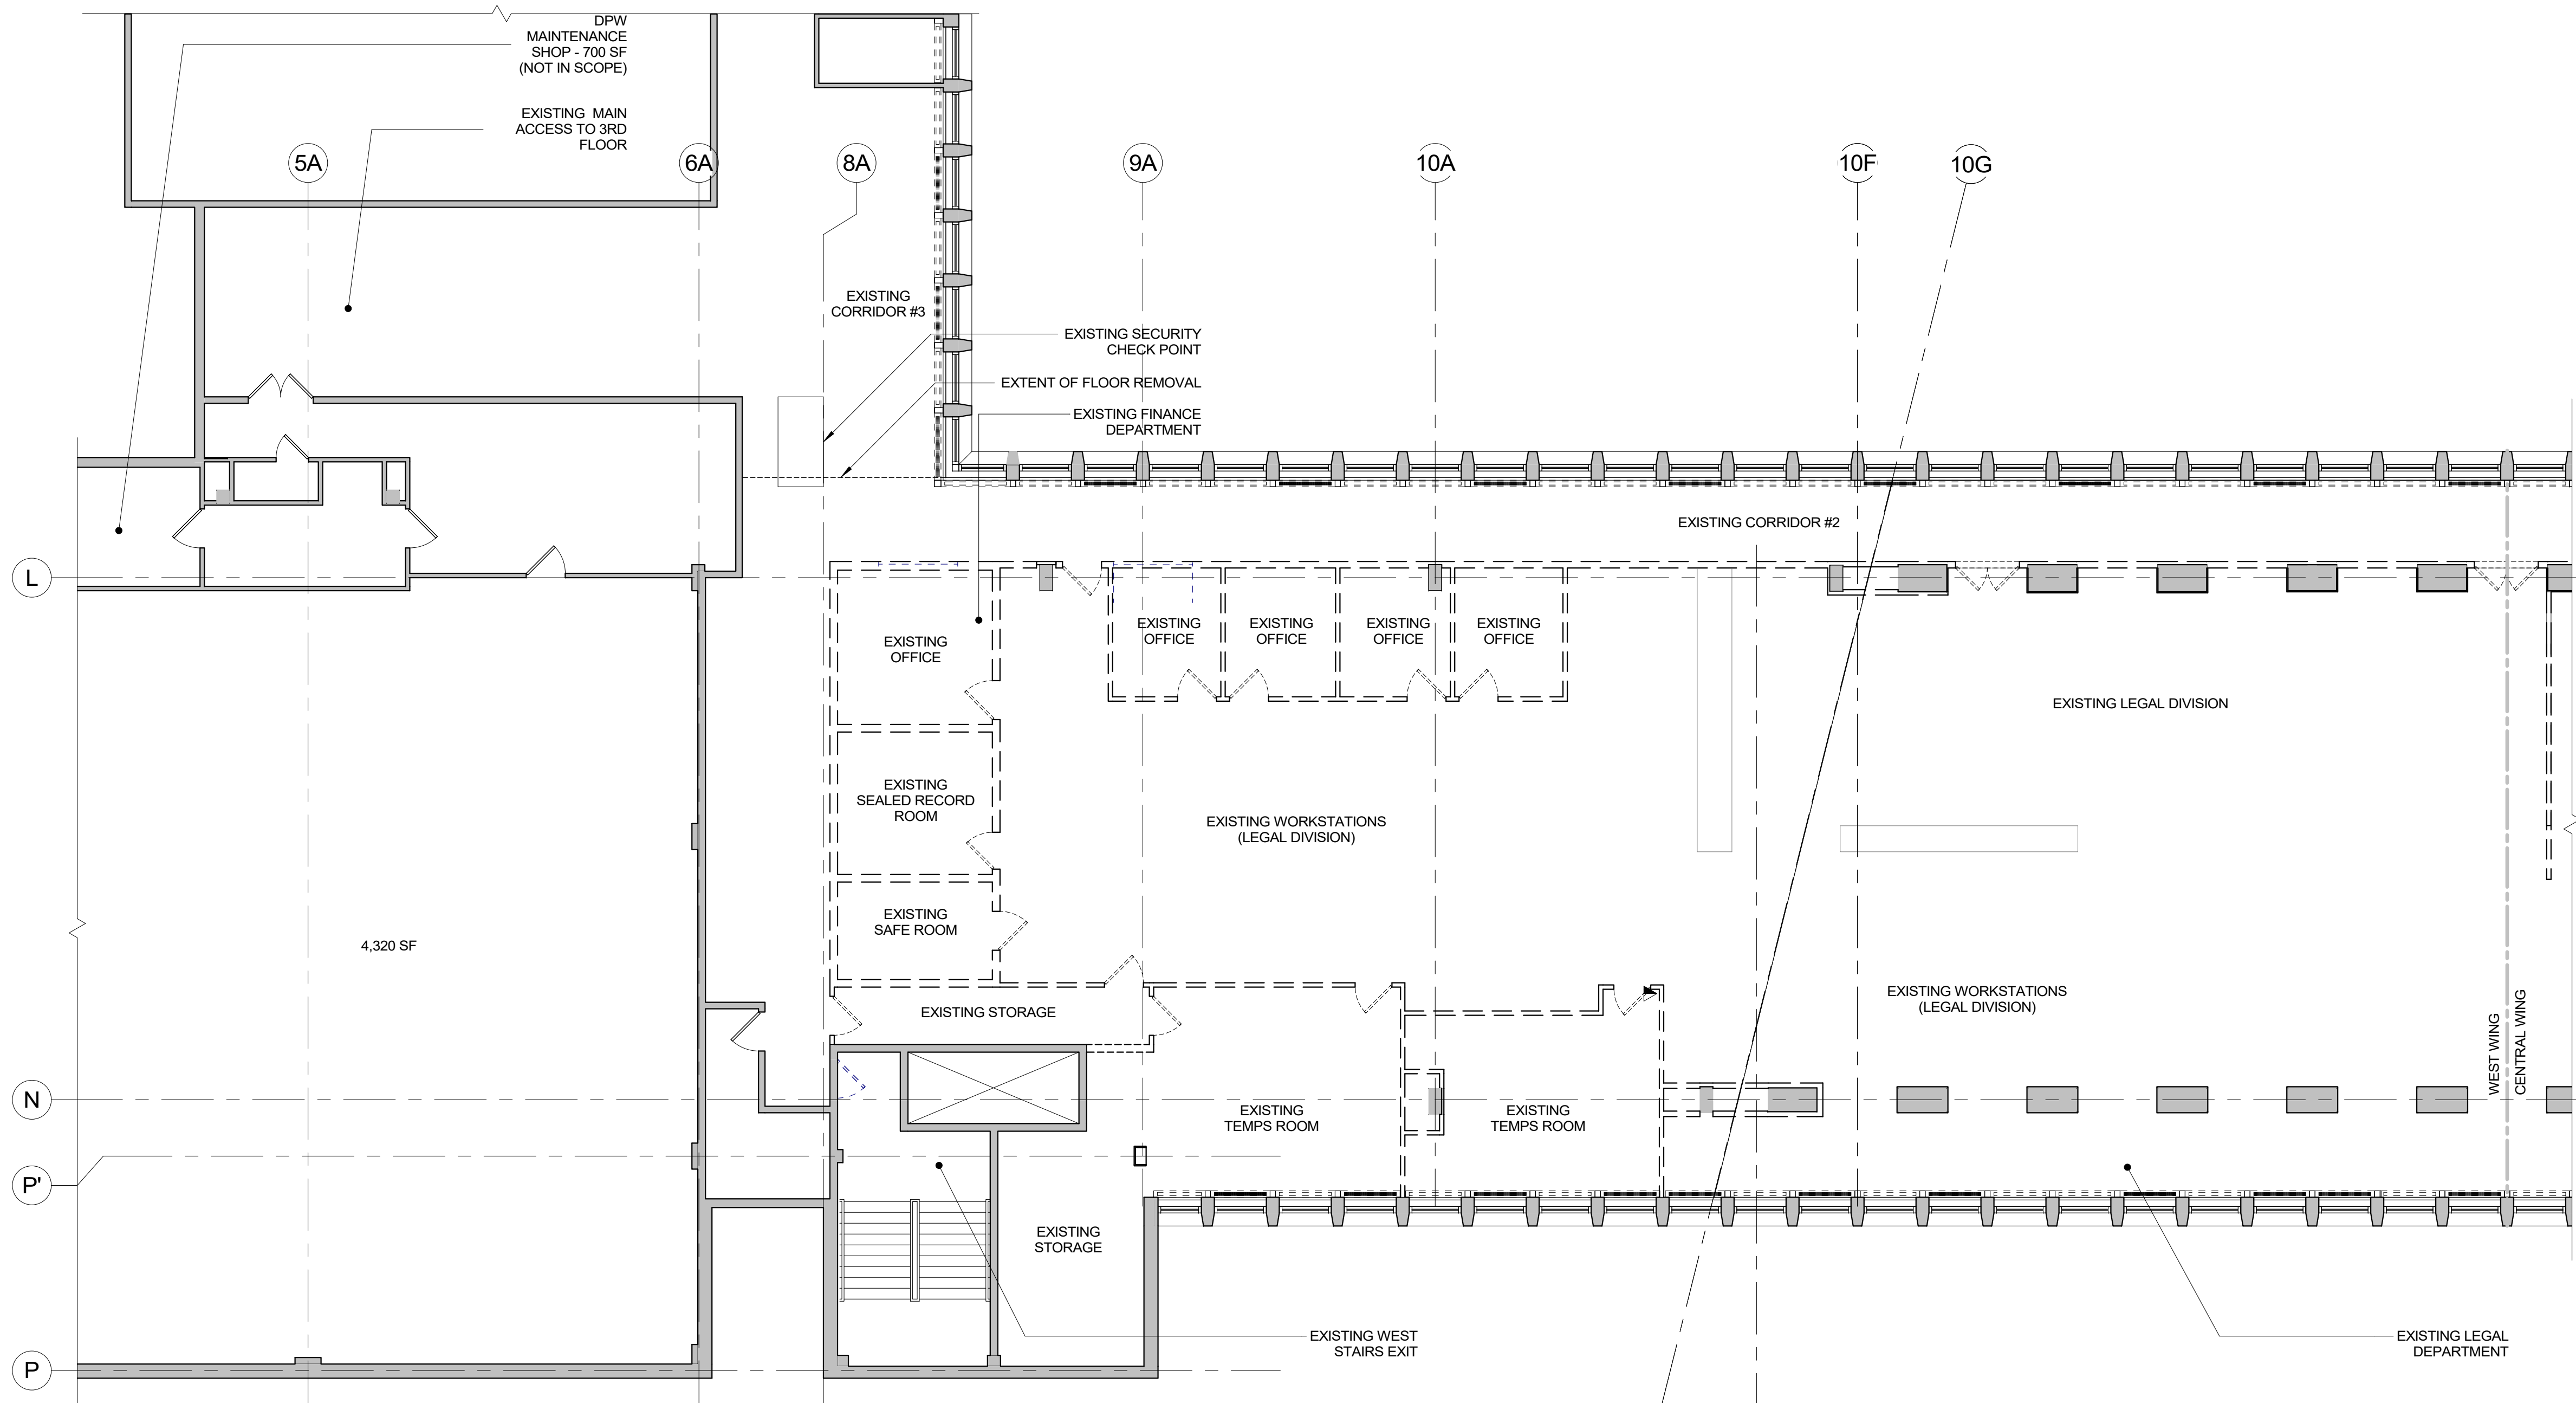 DPW
MAINTENANCE
SHOP - 700 SF
(NOT IN SCOPE)
EXISTING MAIN
ACCESS TO 3RD
FLOOR
5A
6A
8A
9A
10A
10F
10G
EXISTING
CORRIDOR #3
EXISTING SECURITY
CHECK POINT
EXTENT OF FLOOR REMOVAL
EXISTING FINANCE
DEPARTMENT
EXISTING CORRIDOR #2
L
EXISTING
OFFICE
EXISTING
OFFICE
EXISTING
OFFICE
EXISTING
OFFICE
EXISTING
OFFICE
EXISTING LEGAL DIVISION
EXISTING
SEALED RECORD
ROOM
EXISTING WORKSTATIONS
(LEGAL DIVISION)
EXISTING
SAFE ROOM
4,320 SF
EXISTING STORAGE
EXISTING WORKSTATIONS
(LEGAL DIVISION)
WEST WING
CENTRAL WING
N
EXISTING
TEMPS ROOM
EXISTING
TEMPS ROOM
P'
EXISTING
STORAGE
EXISTING WEST
STAIRS EXIT
EXISTING LEGAL
DEPARTMENT
P